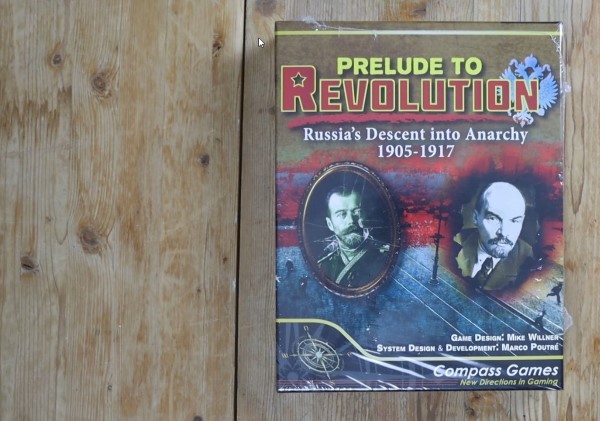 PRELUDE TO
REVOLUTION
Russia's Descent into Anarchy
1905-1917
GAME DESIGN: MIKE WILLNER
SYSTEM DESIGN & DEVELOPMENT: MARCO POUTRÉ
Compass Games
New Directions In Gaming